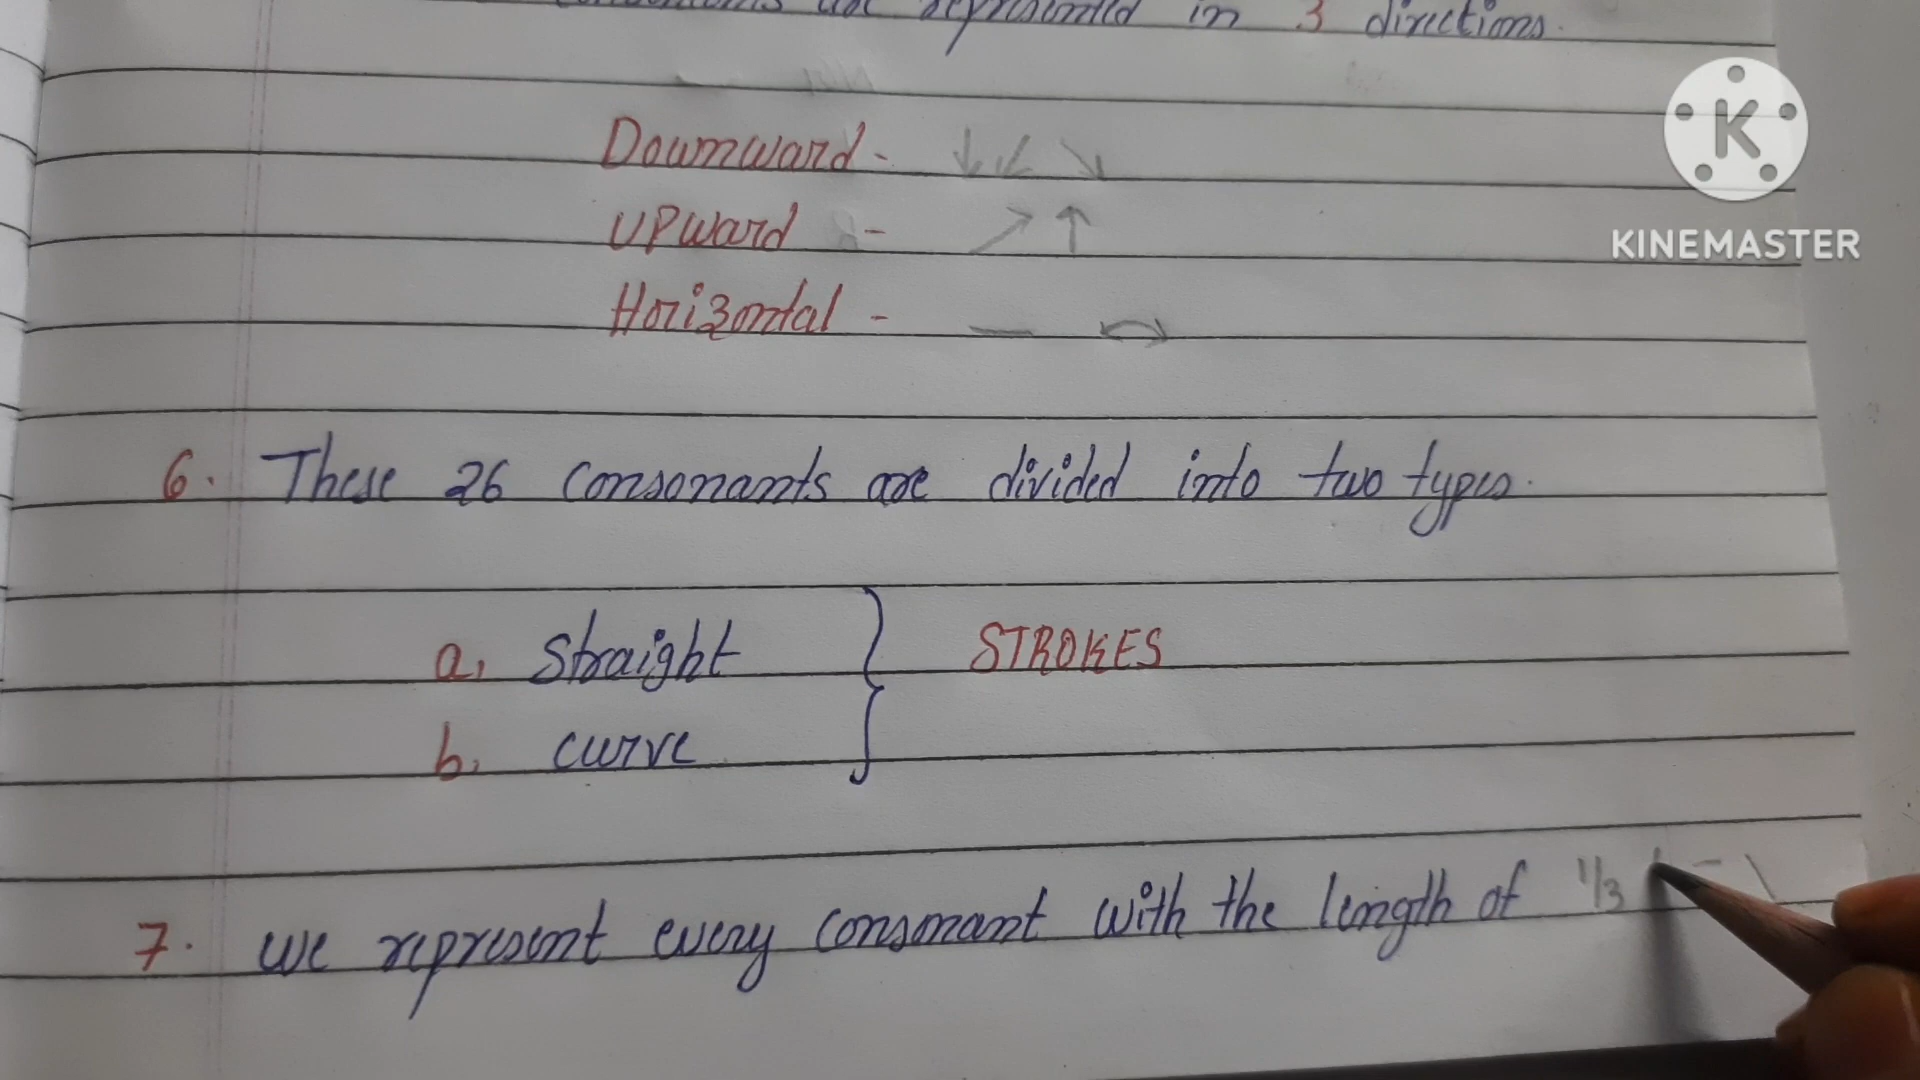 are represented in 3 directions.
Downward - ↓ ↙ ↘
UPward - ↗ ↑
Horizontal -
K
KINEMASTER
6. These 26 consonants are divided into two types.
a, straight
STROKES
b, curve
7. we represent every consonant with the length of 1/3